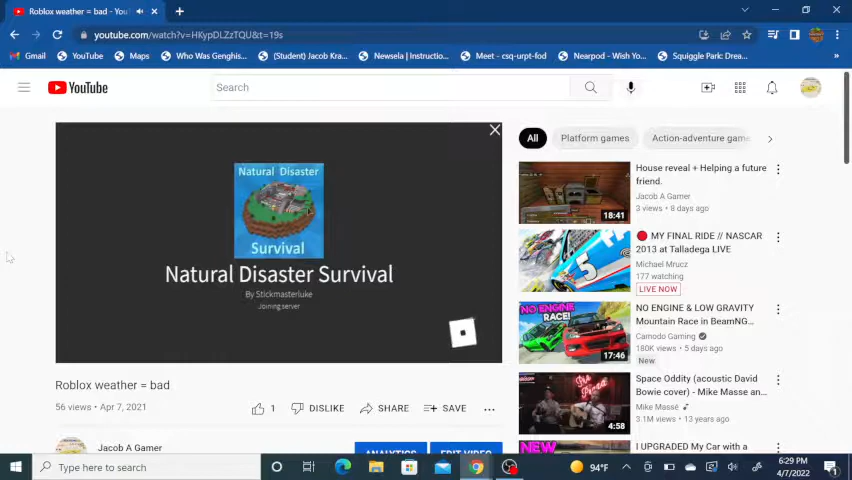 Roblox weather = bad - You
youtube.com/watch?v=HKypDLZzTQU&t=19s
Gmail YouTube Maps Who Was Genghis... (Student) Jacob Kra... Newsela | Instructio... Meet - csq-urpt-fod Nearpod - Wish You... Squiggle Park: Drea... »
YouTube
Search
Natural Disaster
Survival
Natural Disaster Survival
By Stickmasterluke
Joining server
Roblox weather = bad
56 views • Apr 7, 2021
1 DISLIKE SHARE SAVE ...
Jacob A Gamer
ANALYTICS EDIT VIDEO
All Platform games Action-adventure game
18:41
House reveal + Helping a future
friend.
Jacob A Gamer
3 views • 8 days ago
5
MY FINAL RIDE // NASCAR
2013 at Talladega LIVE
Michael Mrucz
177 watching
LIVE NOW
NO ENGINE
RACE!
17:46
NO ENGINE & LOW GRAVITY
Mountain Race in BeamNG...
Camodo Gaming
180K views • 5 days ago
New
4:58
Space Oddity (acoustic David
Bowie cover) - Mike Masse an...
Mike Massé
3.1M views • 13 years ago
NEW
I UPGRADED My Car with a
Type here to search
94°F
6:29 PM
4/7/2022
1